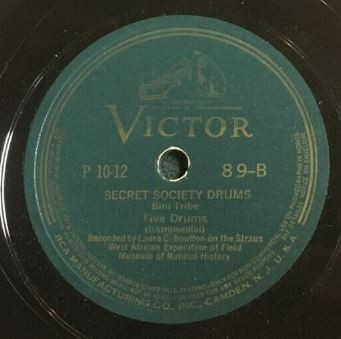 VICTOR
P 10-12 89-B
SECRET SOCIETY DRUMS
Bini Tribe
Five Drums
(Instrumental)
Recorded by Laura C. Boulton on the Straus
West African Expedition of Field
Museum of Natural History
RCA MANUFACTURING CO., INC., CAMDEN, N. J., U.S.A.